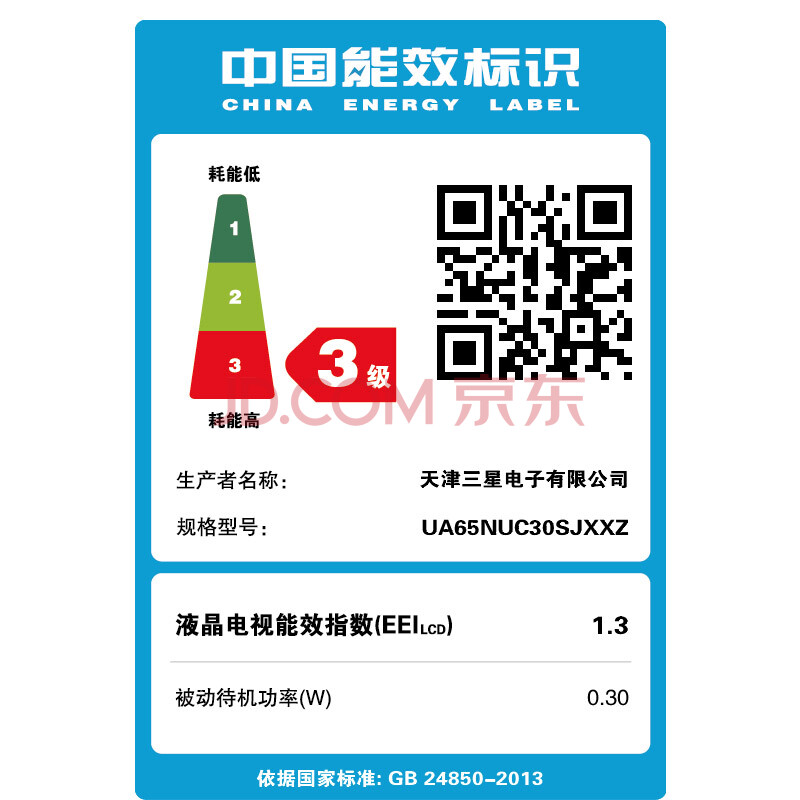 中国能效标识
CHINA ENERGY LABEL
耗能低
1
2
3
3级
耗能高
JD.COM 京东
生产者名称: 天津三星电子有限公司
规格型号: UA65NUC30SJXXZ
液晶电视能效指数(EEILCD) 1.3
被动待机功率(W) 0.30
依据国家标准: GB 24850-2013